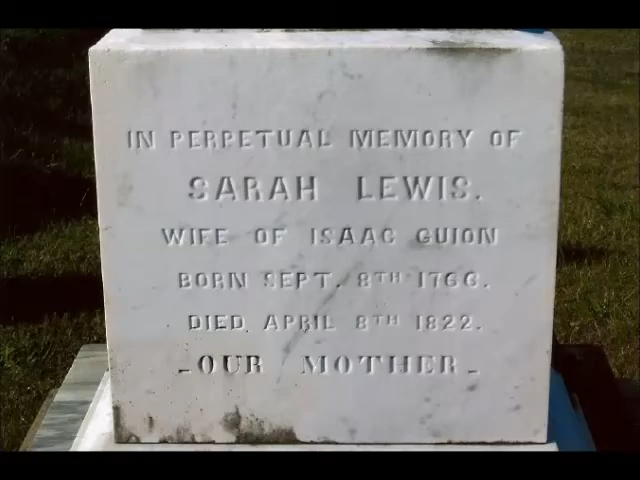 IN PERPETUAL MEMORY OF
SARAH LEWIS.
WIFE OF ISAAC GUION
BORN SEPT. 8TH 1766.
DIED APRIL 8TH 1822.
- OUR MOTHER -